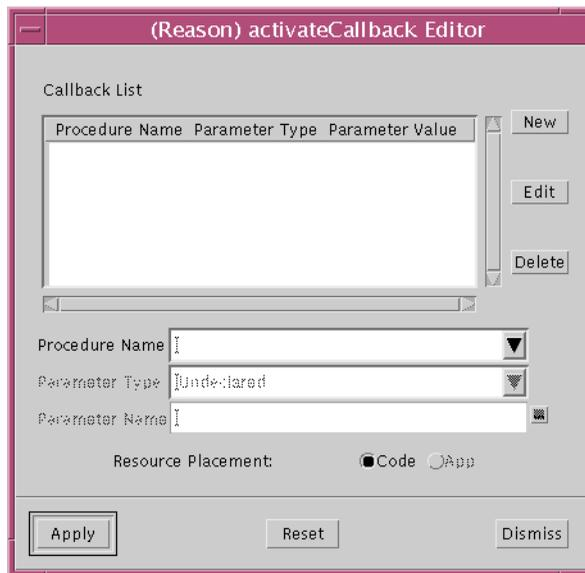 (Reason) activateCallback Editor
Callback List
Procedure Name Parameter Type Parameter Value
New
Edit
Delete
Procedure Name
Parameter Type Undeclared
Parameter Name
Resource Placement: Code App
Apply Reset Dismiss